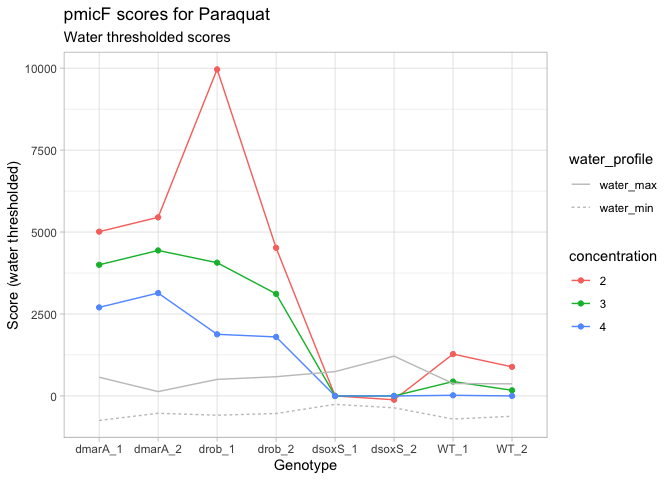 pmicF scores for Paraquat
Water thresholded scores
Score (water thresholded)
10000
7500
5000
2500
0
dmarA_1 dmarA_2 drob_1 drob_2 dsoxS_1 dsoxS_2 WT_1 WT_2
Genotype
water_profile
water_max
water_min
concentration
2
3
4